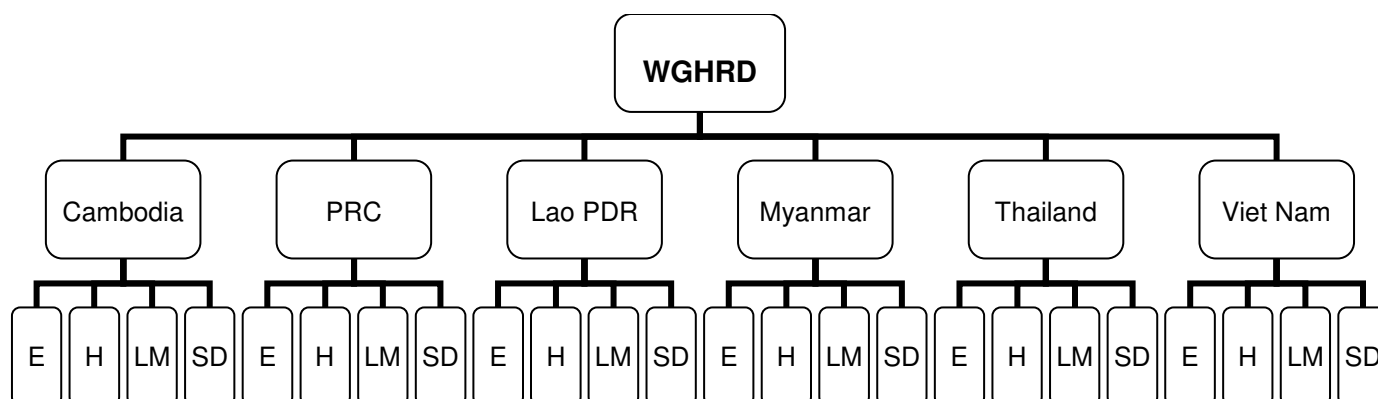 WGHRD
Cambodia PRC Lao PDR Myanmar Thailand Viet Nam
E H LM SD E H LM SD E H LM SD E H LM SD E H LM SD E H LM SD